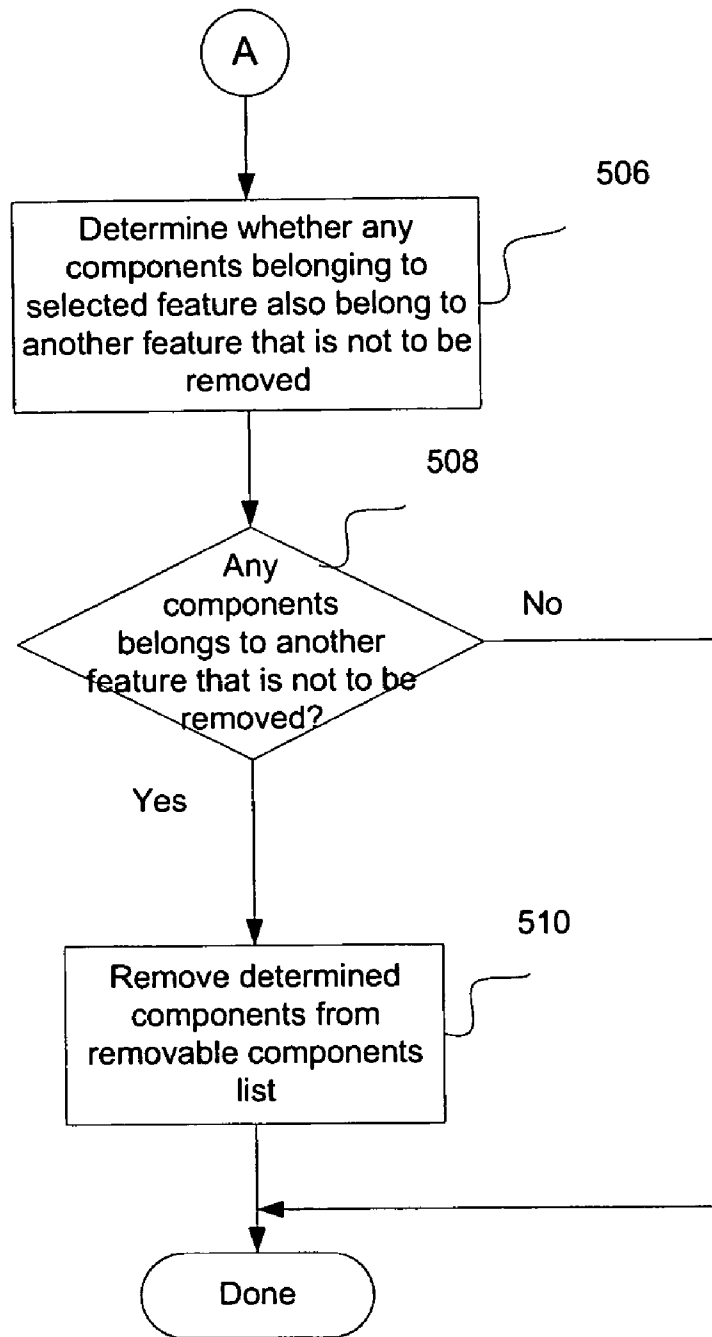 A
506
Determine whether any
components belonging to
selected feature also belong to
another feature that is not to be
removed
508
Any
components
belongs to another
feature that is not to be
removed?
No
Yes
510
Remove determined
components from
removable components
list
Done